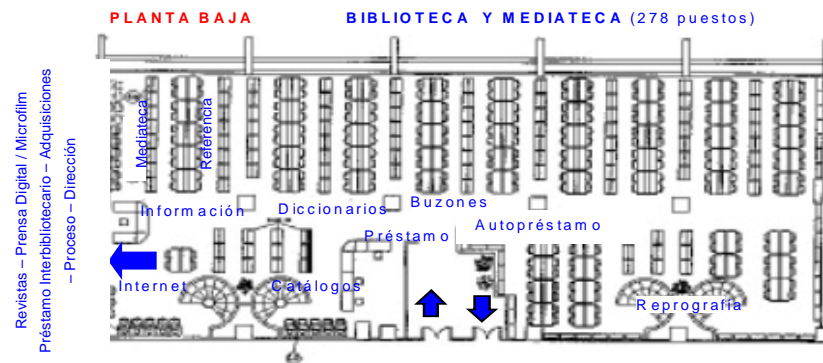 PLANTA BAJA
BIBLIOTECA Y MEDIATECA (278 puestos)
Revistas – Prensa Digital / Microfilm
Préstamo Interbibliotecario – Adquisiciones
– Proceso – Dirección
Mediateca
Referencia
Información
Diccionarios
Buzones
Préstamo
Autopréstamo
Internet
Catálogos
Reprografía